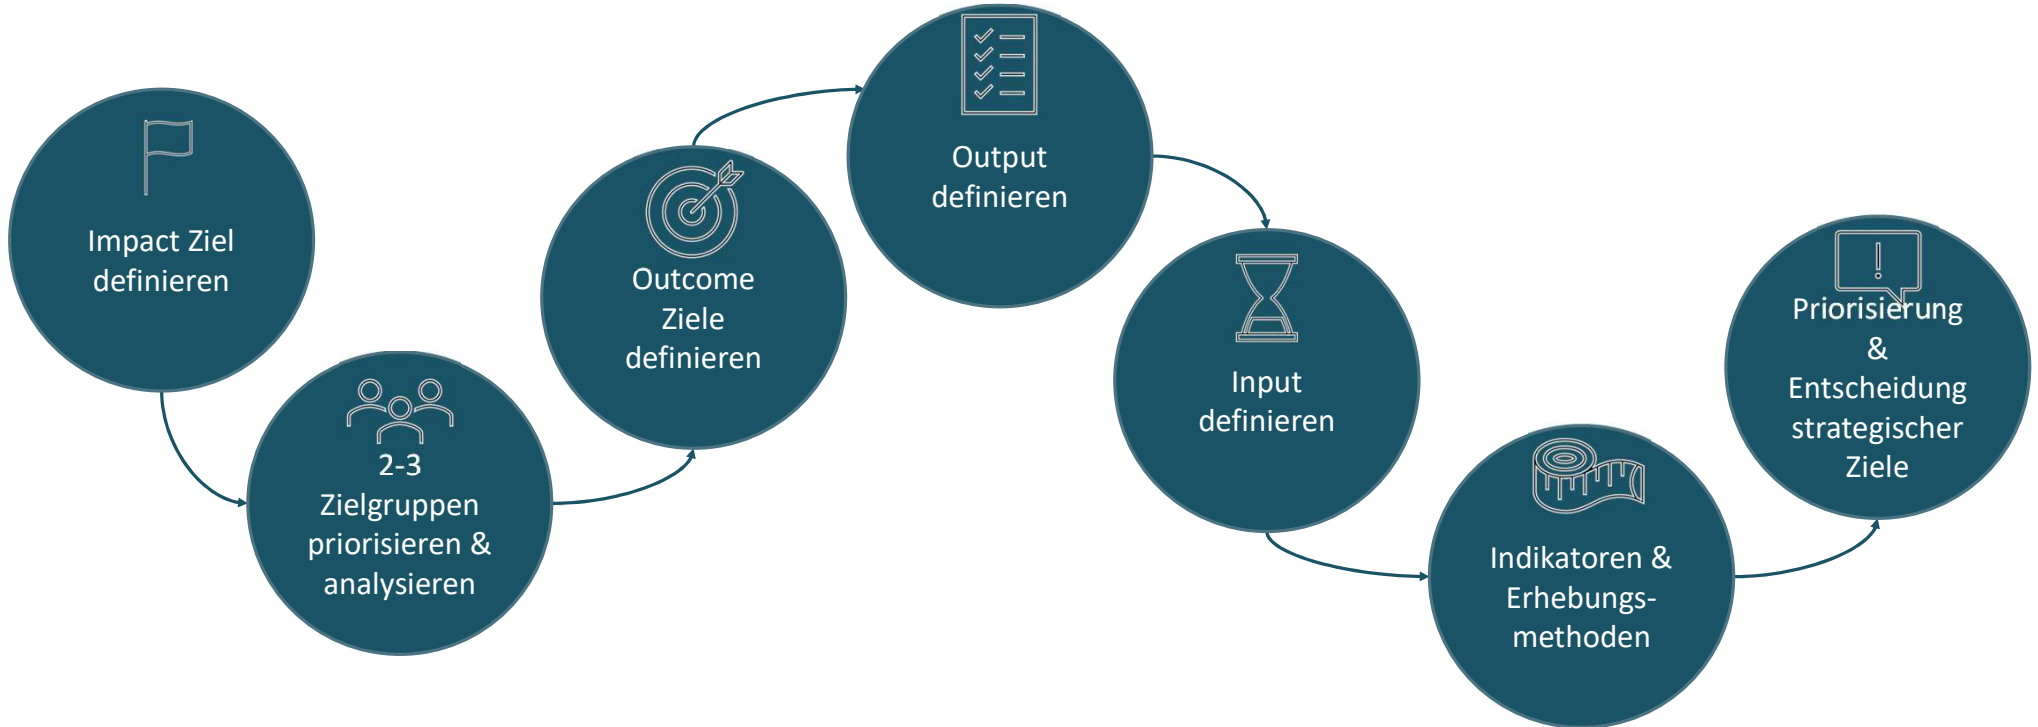 Impact Ziel
definieren
2-3
Zielgruppen
priorisieren &
analysieren
Outcome
Ziele
definieren
Output
definieren
Input
definieren
Indikatoren &
Erhebungs-
methoden
Priorisierung
&
Entscheidung
strategischer
Ziele